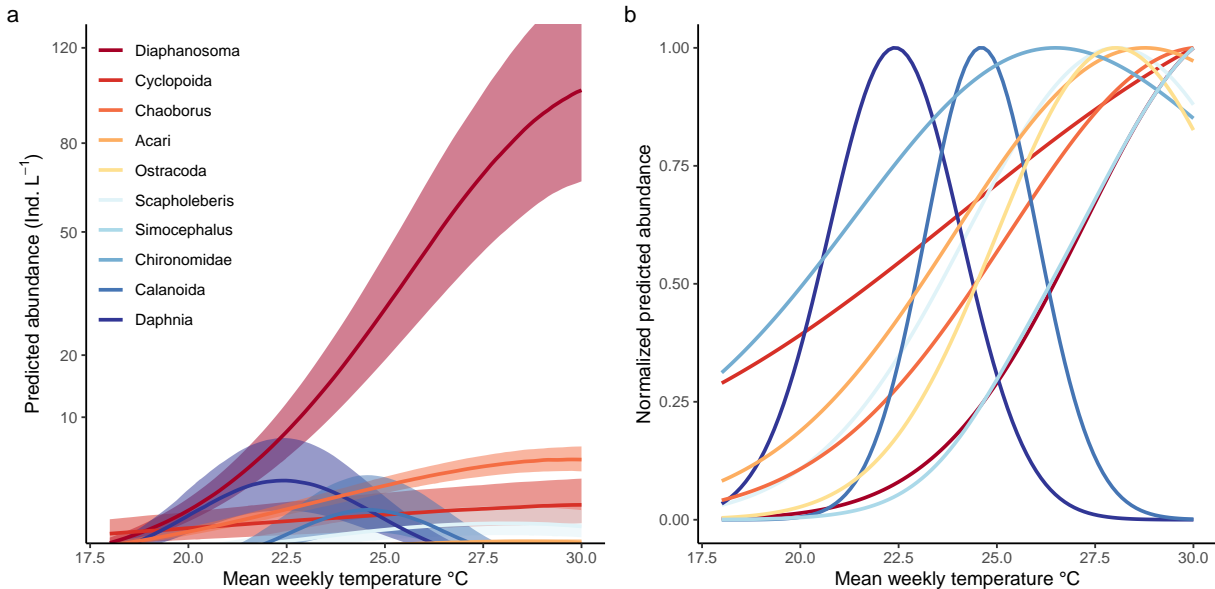 a
Predicted abundance (Ind. L⁻¹)
120
80
50
20
10
Diaphanosoma
Cyclopoida
Chaoborus
Acari
Ostracoda
Scapholeberis
Simocephalus
Chironomidae
Calanoida
Daphnia
17.5 20.0 22.5 25.0 27.5 30.0
Mean weekly temperature °C
b
Normalized predicted abundance
1.00
0.75
0.50
0.25
0.00
17.5 20.0 22.5 25.0 27.5 30.0
Mean weekly temperature °C